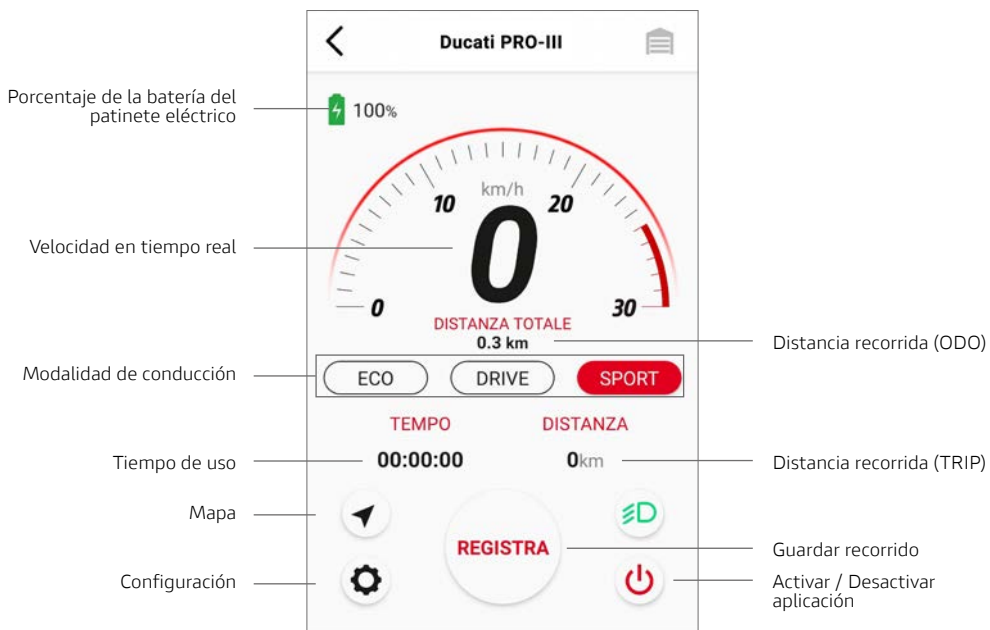 Ducati PRO-III
Porcentaje de la batería del
patinete eléctrico
100%
km/h
10
20
Velocidad en tiempo real
0
0
30
DISTANZA TOTALE
0.3 km
Distancia recorrida (ODO)
Modalidad de conducción
ECO
DRIVE
SPORT
TEMPO
DISTANZA
Tiempo de uso
00:00:00
0km
Distancia recorrida (TRIP)
Mapa
REGISTRA
Guardar recorrido
Configuración
Activar / Desactivar
aplicación